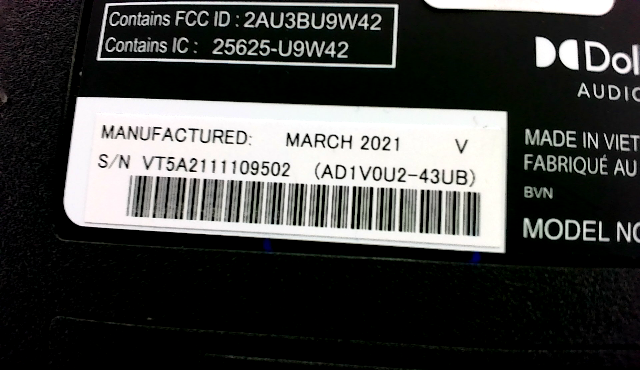 Contains FCC ID : 2AU3BU9W42
Contains IC : 25625-U9W42
Dol
AUDIO
MANUFACTURED: MARCH 2021 V
S/N VT5A2111109502 (AD1V0U2-43UB)
MADE IN VIET
FABRIQUÉ AU
BVN
MODEL NO